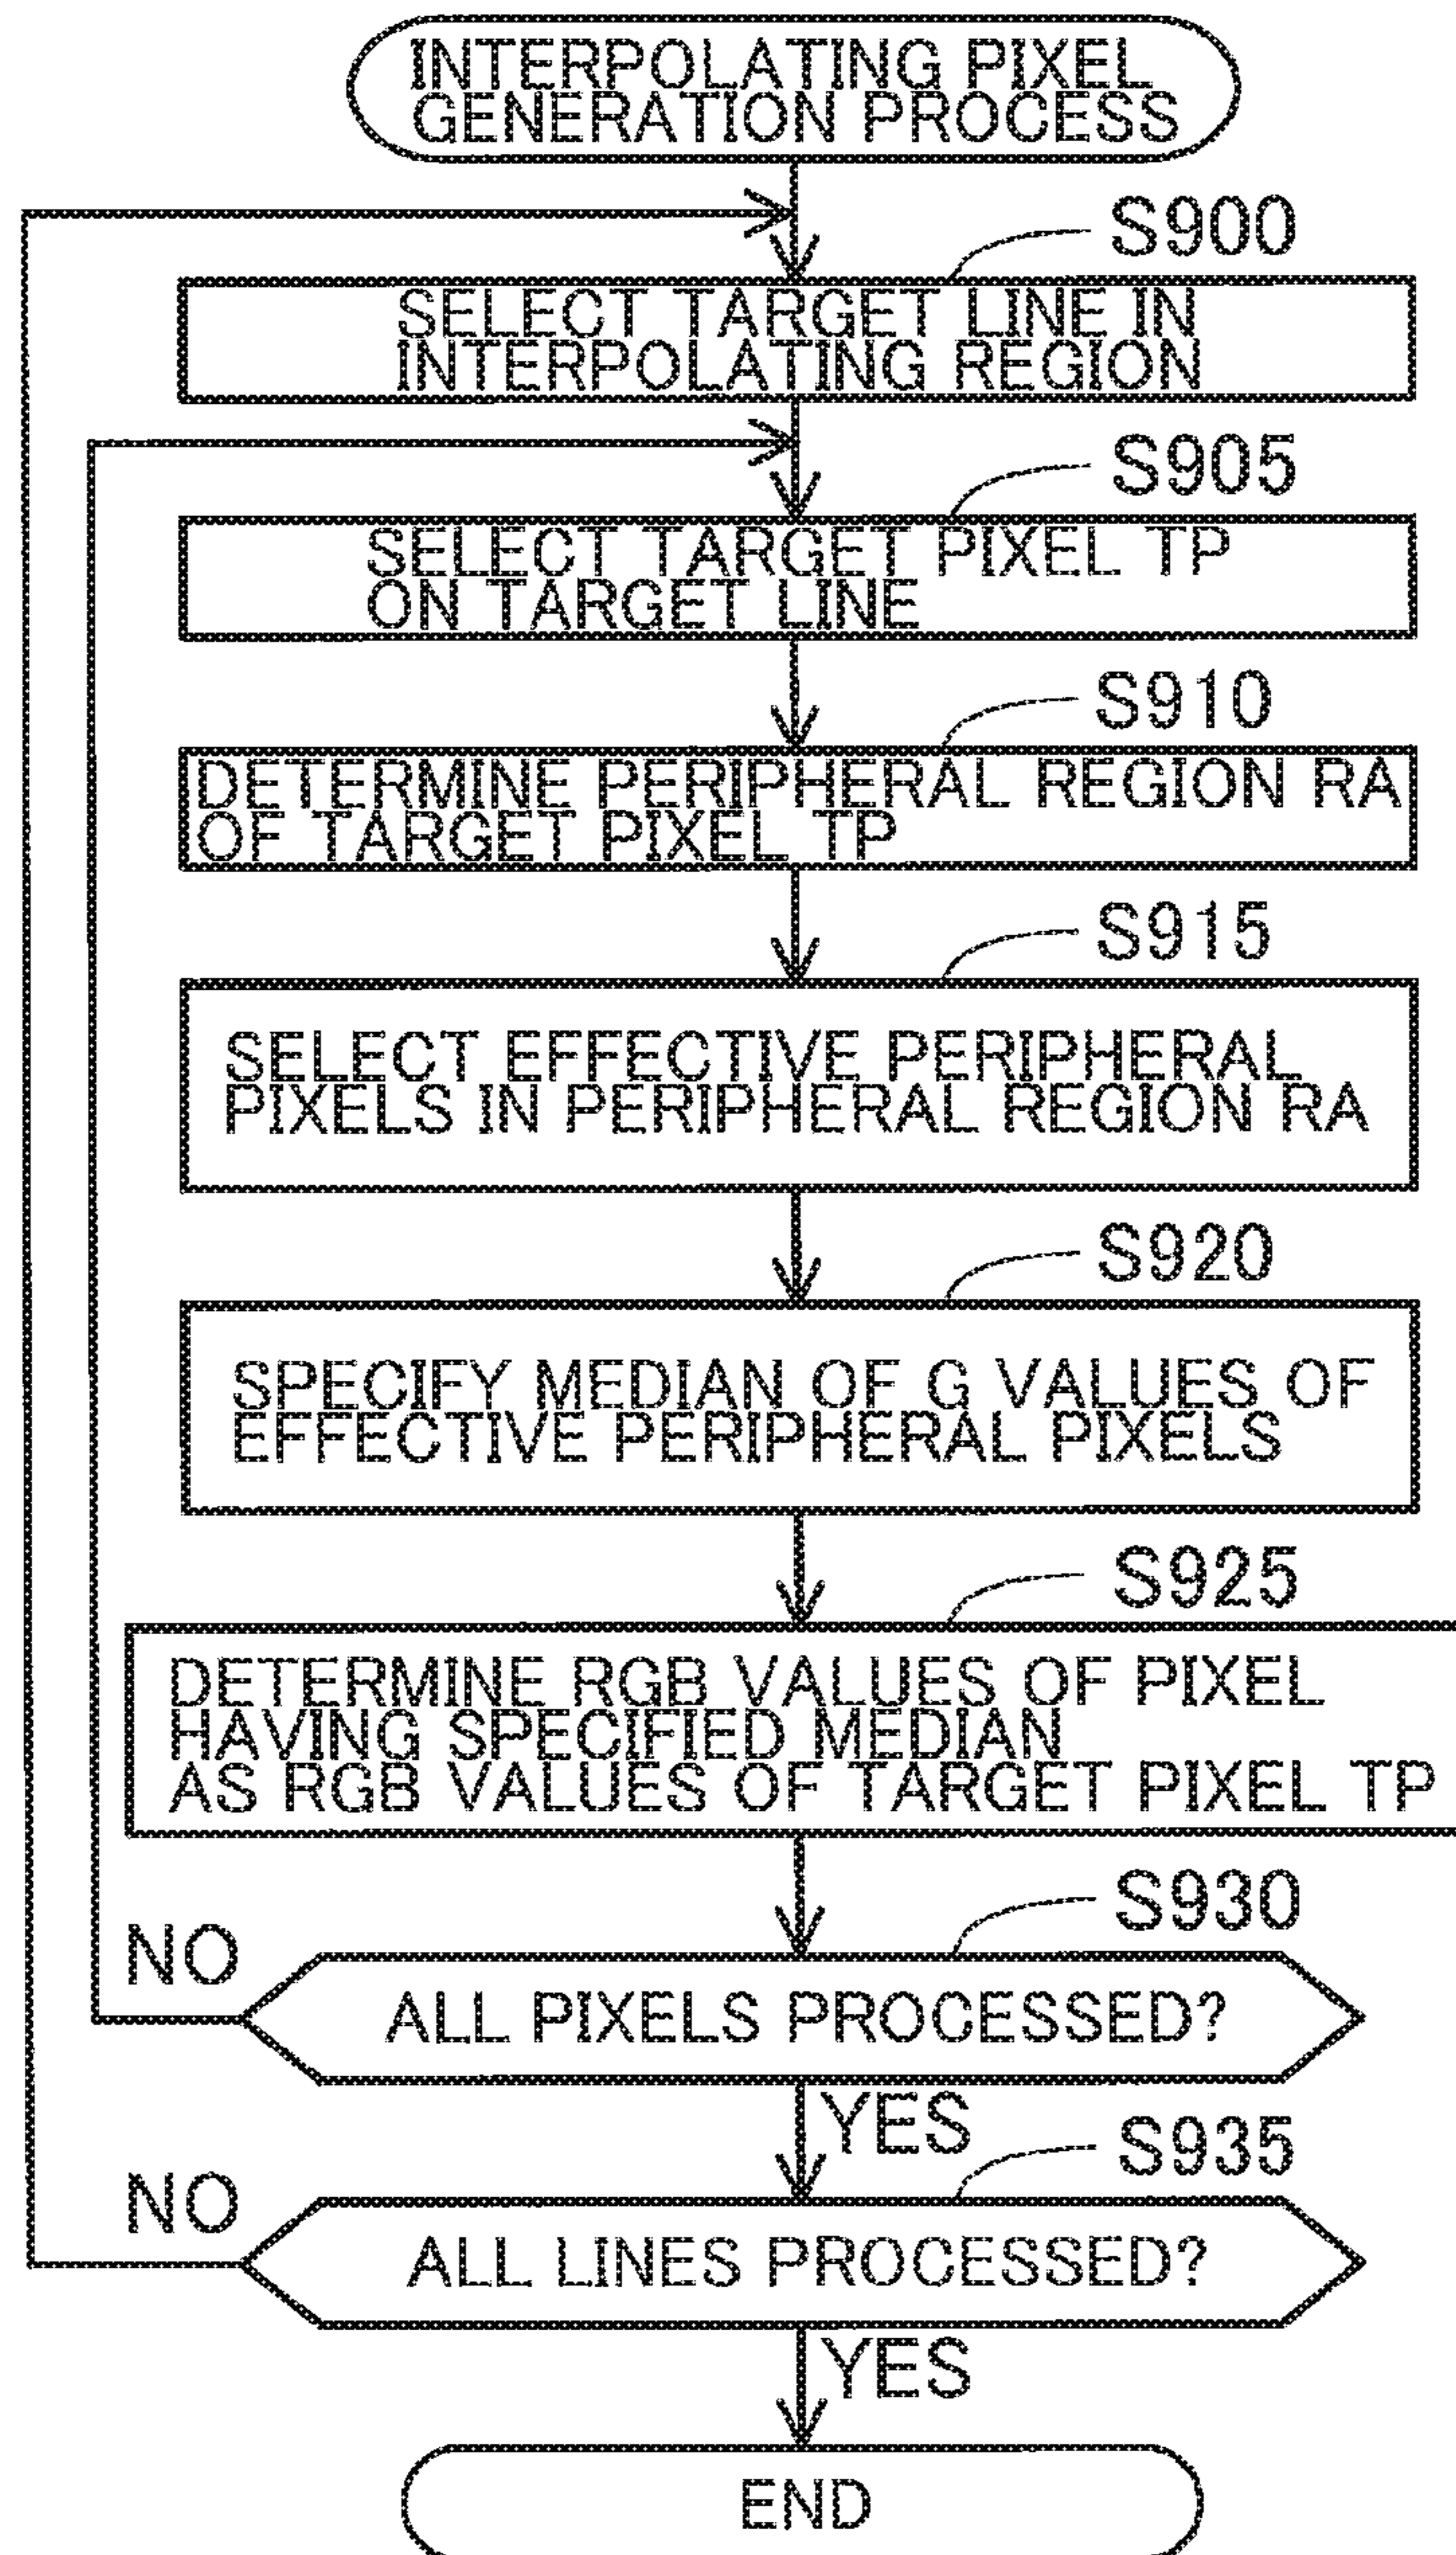 INTERPOLATING PIXEL
GENERATION PROCESS
S900
SELECT TARGET LINE IN
INTERPOLATING REGION
S905
SELECT TARGET PIXEL TP
ON TARGET LINE
S910
DETERMINE PERIPHERAL REGION RA
OF TARGET PIXEL TP
S915
SELECT EFFECTIVE PERIPHERAL
PIXELS IN PERIPHERAL REGION RA
S920
SPECIFY MEDIAN OF G VALUES OF
EFFECTIVE PERIPHERAL PIXELS
S925
DETERMINE RGB VALUES OF PIXEL
HAVING SPECIFIED MEDIAN
AS RGB VALUES OF TARGET PIXEL TP
S930
NO
ALL PIXELS PROCESSED?
YES
S935
NO
ALL LINES PROCESSED?
YES
END